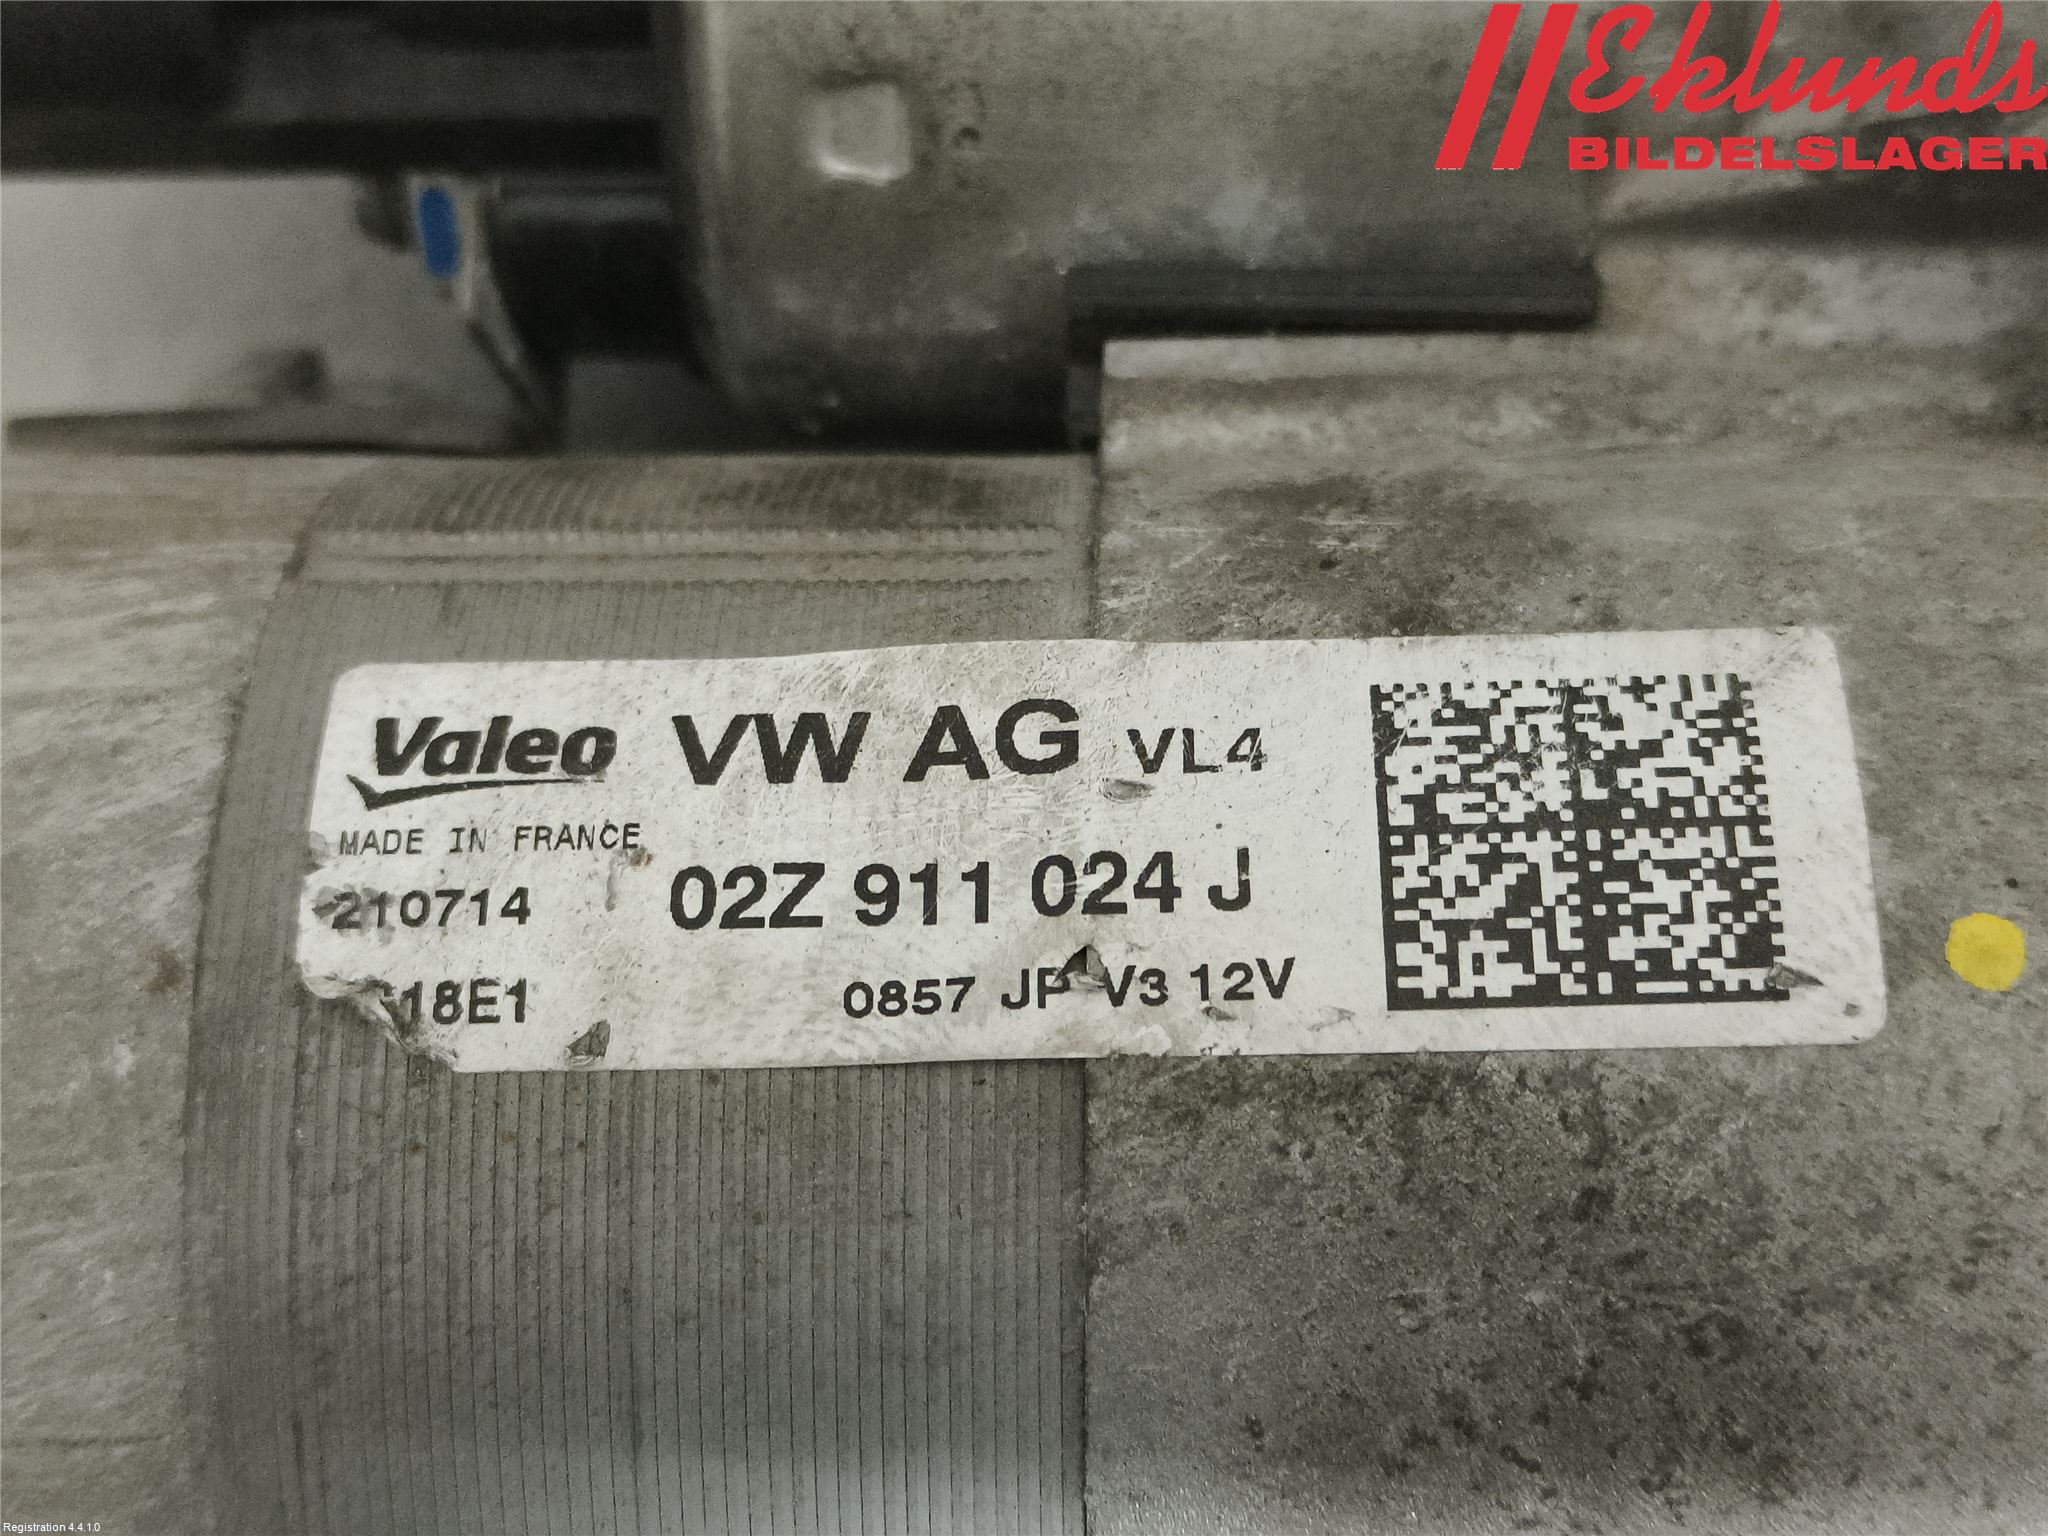 Eklunds
BILDELSLAGER
Valeo VW AG VL4
MADE IN FRANCE
210714 02Z 911 024 J
18E1 0857 JP V3 12V
Registration 4.4.1.0